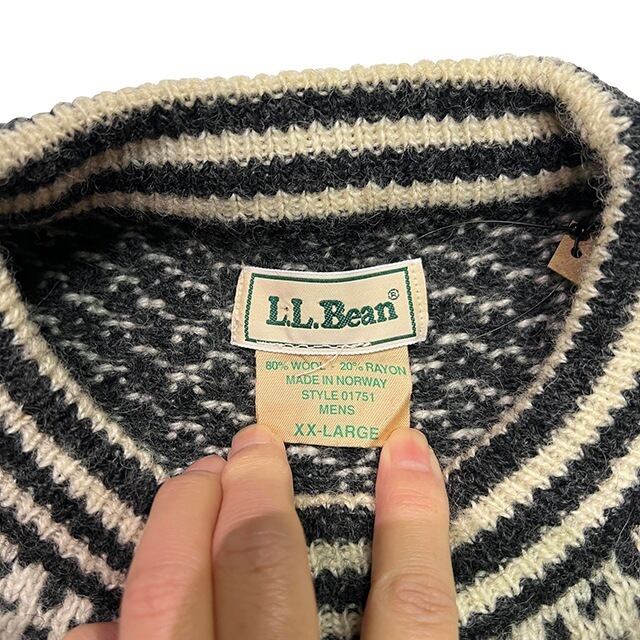 L.L.Bean®
80% WOOL - 20% RAYON
MADE IN NORWAY
STYLE 01751
MENS
XX-LARGE